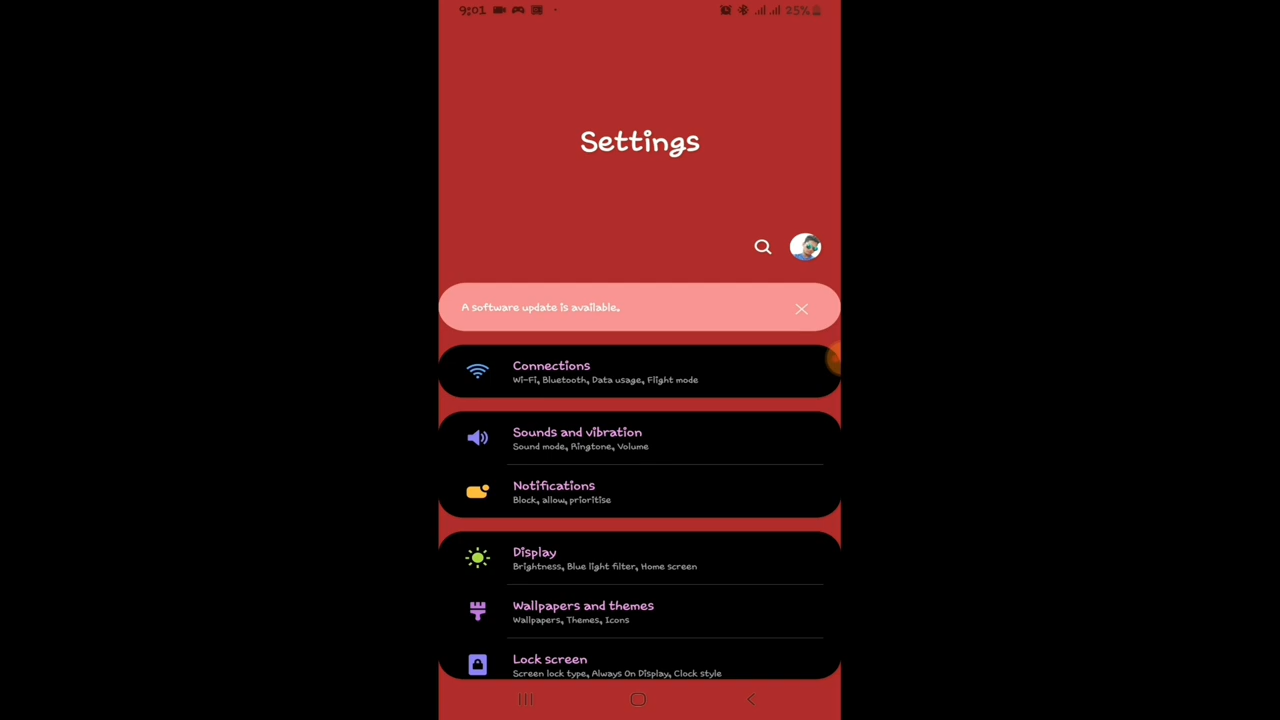 9:01 25%
Settings
A software update is available.
Connections
Wi-Fi, Bluetooth, Data usage, Flight mode
Sounds and vibration
Sound mode, Ringtone, Volume
Notifications
Block, allow, prioritise
Display
Brightness, Blue light filter, Home screen
Wallpapers and themes
Wallpapers, Themes, Icons
Lock screen
Screen lock type, Always On Display, Clock style